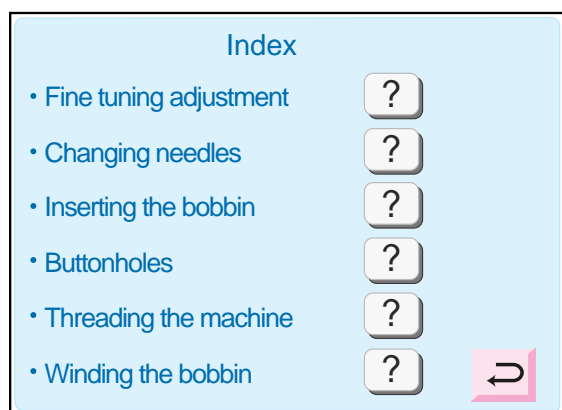 Index
• Fine tuning adjustment ?
• Changing needles ?
• Inserting the bobbin ?
• Buttonholes ?
• Threading the machine ?
• Winding the bobbin ?